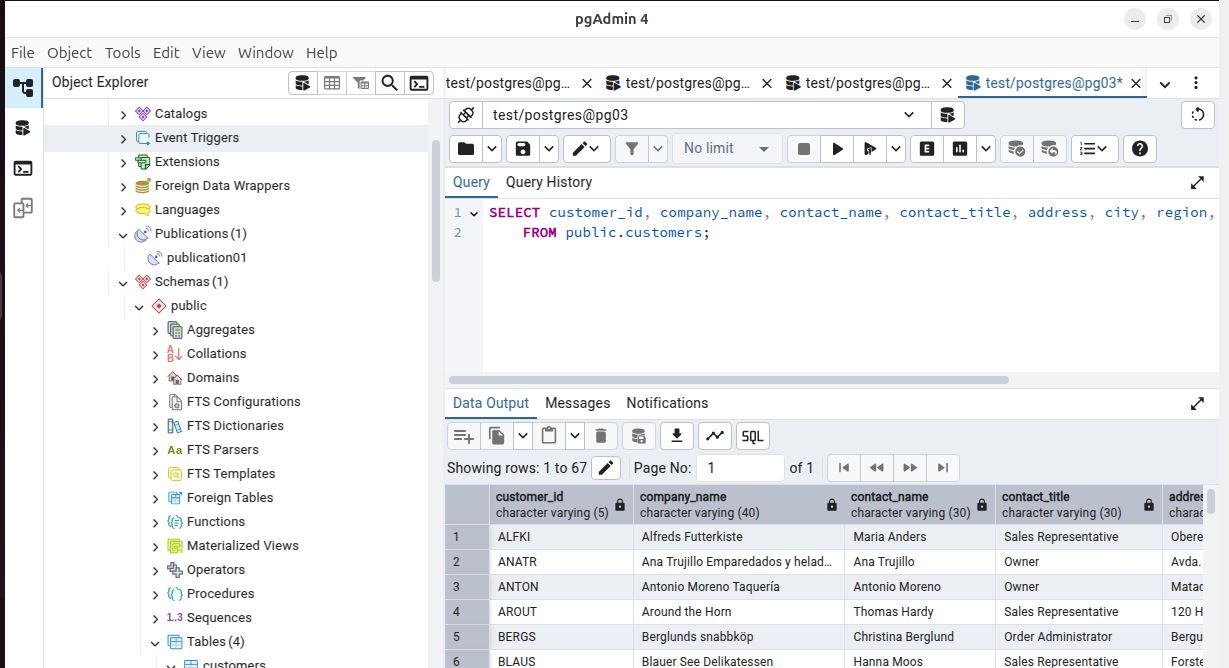 pgAdmin 4
File Object Tools Edit View Window Help
Object Explorer
test/postgres@pg...
test/postgres@pg...
test/postgres@pg...
test/postgres@pg03*
Catalogs
Event Triggers
Extensions
Foreign Data Wrappers
Languages
Publications (1)
publication01
Schemas (1)
public
Aggregates
A
B
Collations
Domains
FTS Configurations
FTS Dictionaries
Aa FTS Parsers
FTS Templates
Foreign Tables
Functions
Materialized Views
Operators
Procedures
1..3 Sequences
Tables (4)
customers
test/postgres@pg03
No limit
E
Query Query History
1 SELECT customer_id, company_name, contact_name, contact_title, address, city, region,
2 FROM public.customers;
Data Output Messages Notifications
SQL
Showing rows: 1 to 67 Page No: 1 of 1
customer_id company_name contact_name contact_title addres
character varying (5) character varying (40) character varying (30) character varying (30) charac
1 ALFKI Alfreds Futterkiste Maria Anders Sales Representative Obere
2 ANATR Ana Trujillo Emparedados y helad... Ana Trujillo Owner Avda.
3 ANTON Antonio Moreno Taquería Antonio Moreno Owner Matad
4 AROUT Around the Horn Thomas Hardy Sales Representative 120 H
5 BERGS Berglunds snabbköp Christina Berglund Order Administrator Bergu
6 BLAUS Blauer See Delikatessen Hanna Moos Sales Representative Forste